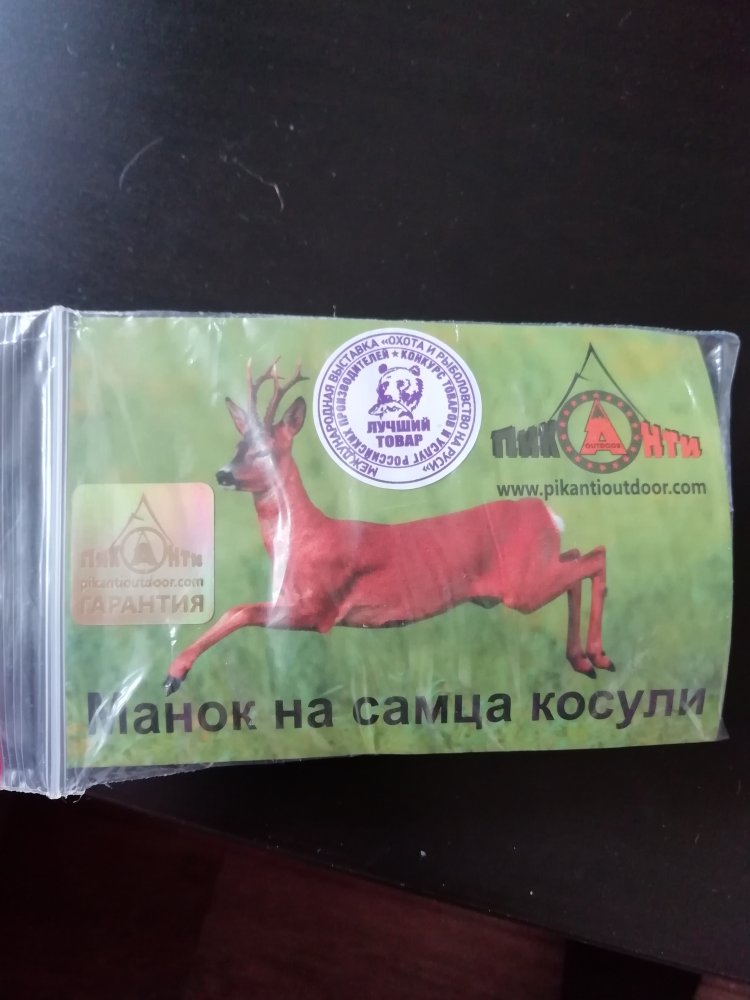 МЕЖДУНАРОДНАЯ ВЫСТАВКА «ОХОТА И РЫБОЛОВСТВО НА РУСИ»
★ КОНКУРС ТОВАРОВ И УСЛУГ РОССИЙСКИХ ПРОИЗВОДИТЕЛЕЙ
ЛУЧШИЙ
ТОВАР
ПИКАНТИ
OUTDOOR
www.pikantioutdoor.com
ПИКАНТИ
pikantioutdoor.com
ГАРАНТИЯ
Манок на самца косули